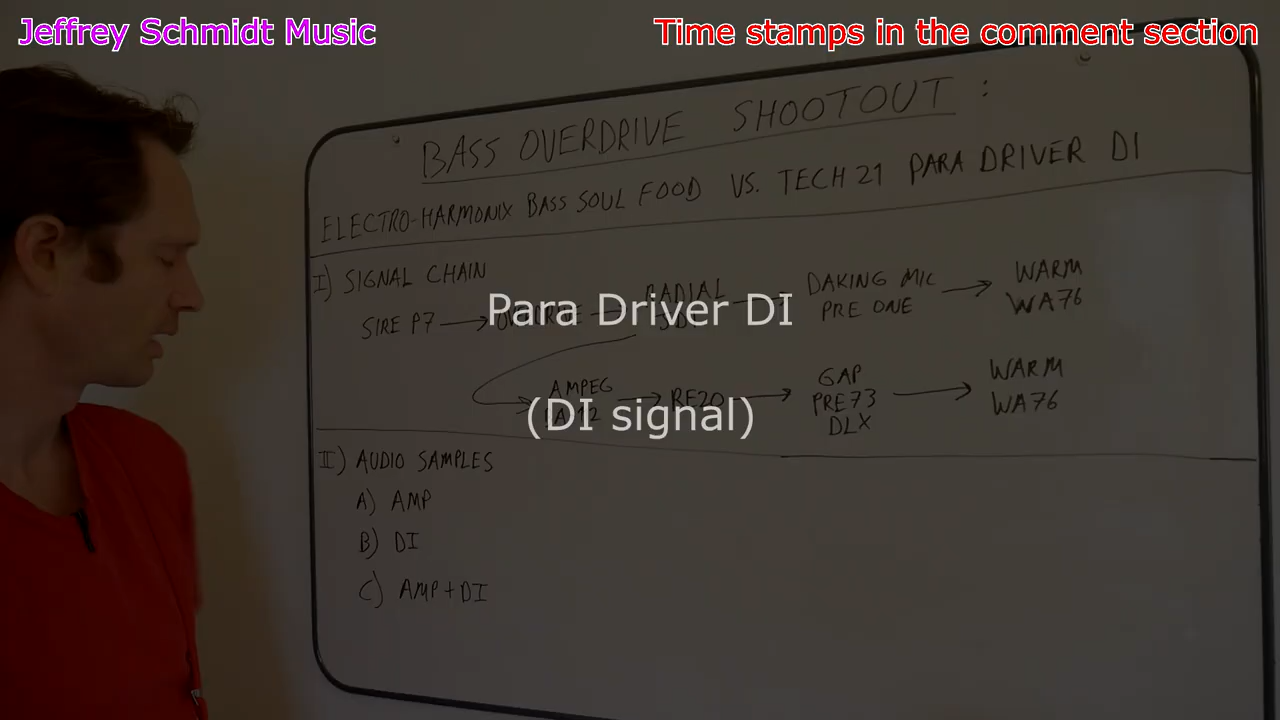 Jeffrey Schmidt Music
Time stamps in the comment section
BASS OVERDRIVE SHOOTOUT :
ELECTRO-HARMONIX BASS SOUL FOOD VS. TECH 21 PARA DRIVER DI
I) SIGNAL CHAIN
SIRE P7
RADIAL
DAKING MIC
PRE ONE
WARM
WA76
Para Driver DI
AMPEG
RE20
GAP
PRE73
DLX
WARM
WA76
(DI signal)
II) AUDIO SAMPLES
A) AMP
B) DI
C) AMP + DI